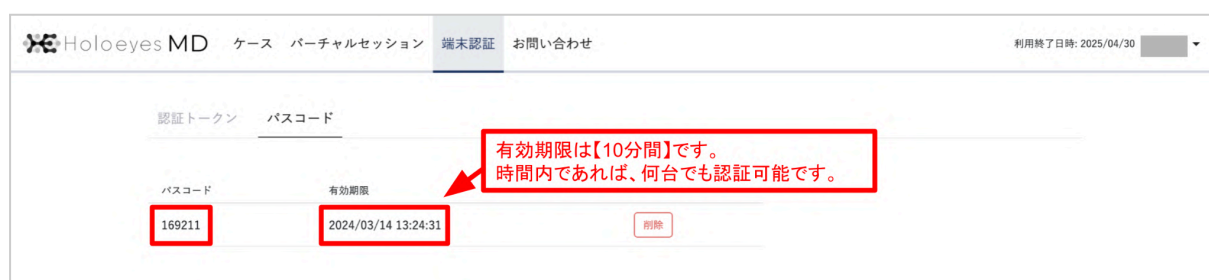 Holoeyes MD ケース バーチャルセッション 端末認証 お問い合わせ 利用終了日時: 2025/04/30
認証トークン パスコード
有効期限は【10分間】です。
時間内であれば、何台でも認証可能です。
パスコード 有効期限
169211 2024/03/14 13:24:31 削除